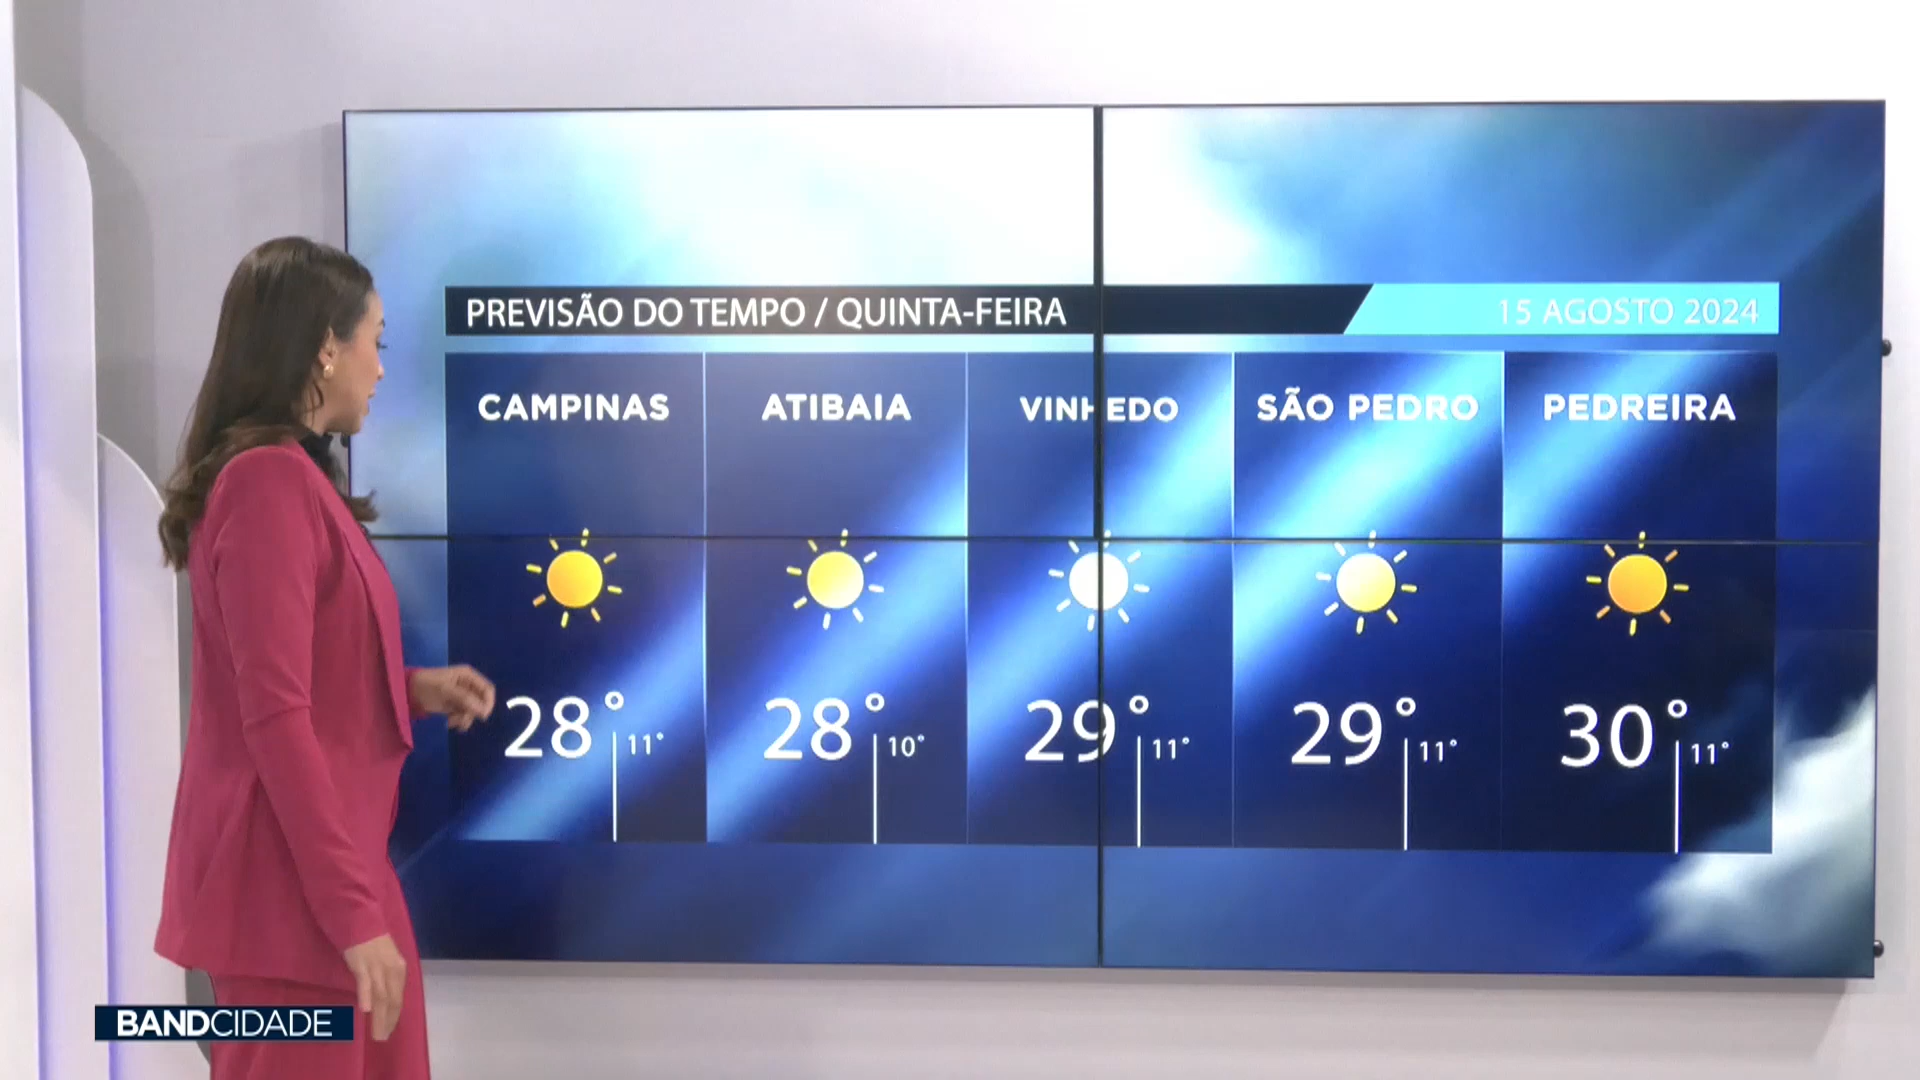 PREVISÃO DO TEMPO / QUINTA-FEIRA
15 AGOSTO 2024
CAMPINAS
ATIBAIA
VINHEDO
SÃO PEDRO
PEDREIRA
28° 11°
28° 10°
29° 11°
29° 11°
30° 11°
BANDCIDADE